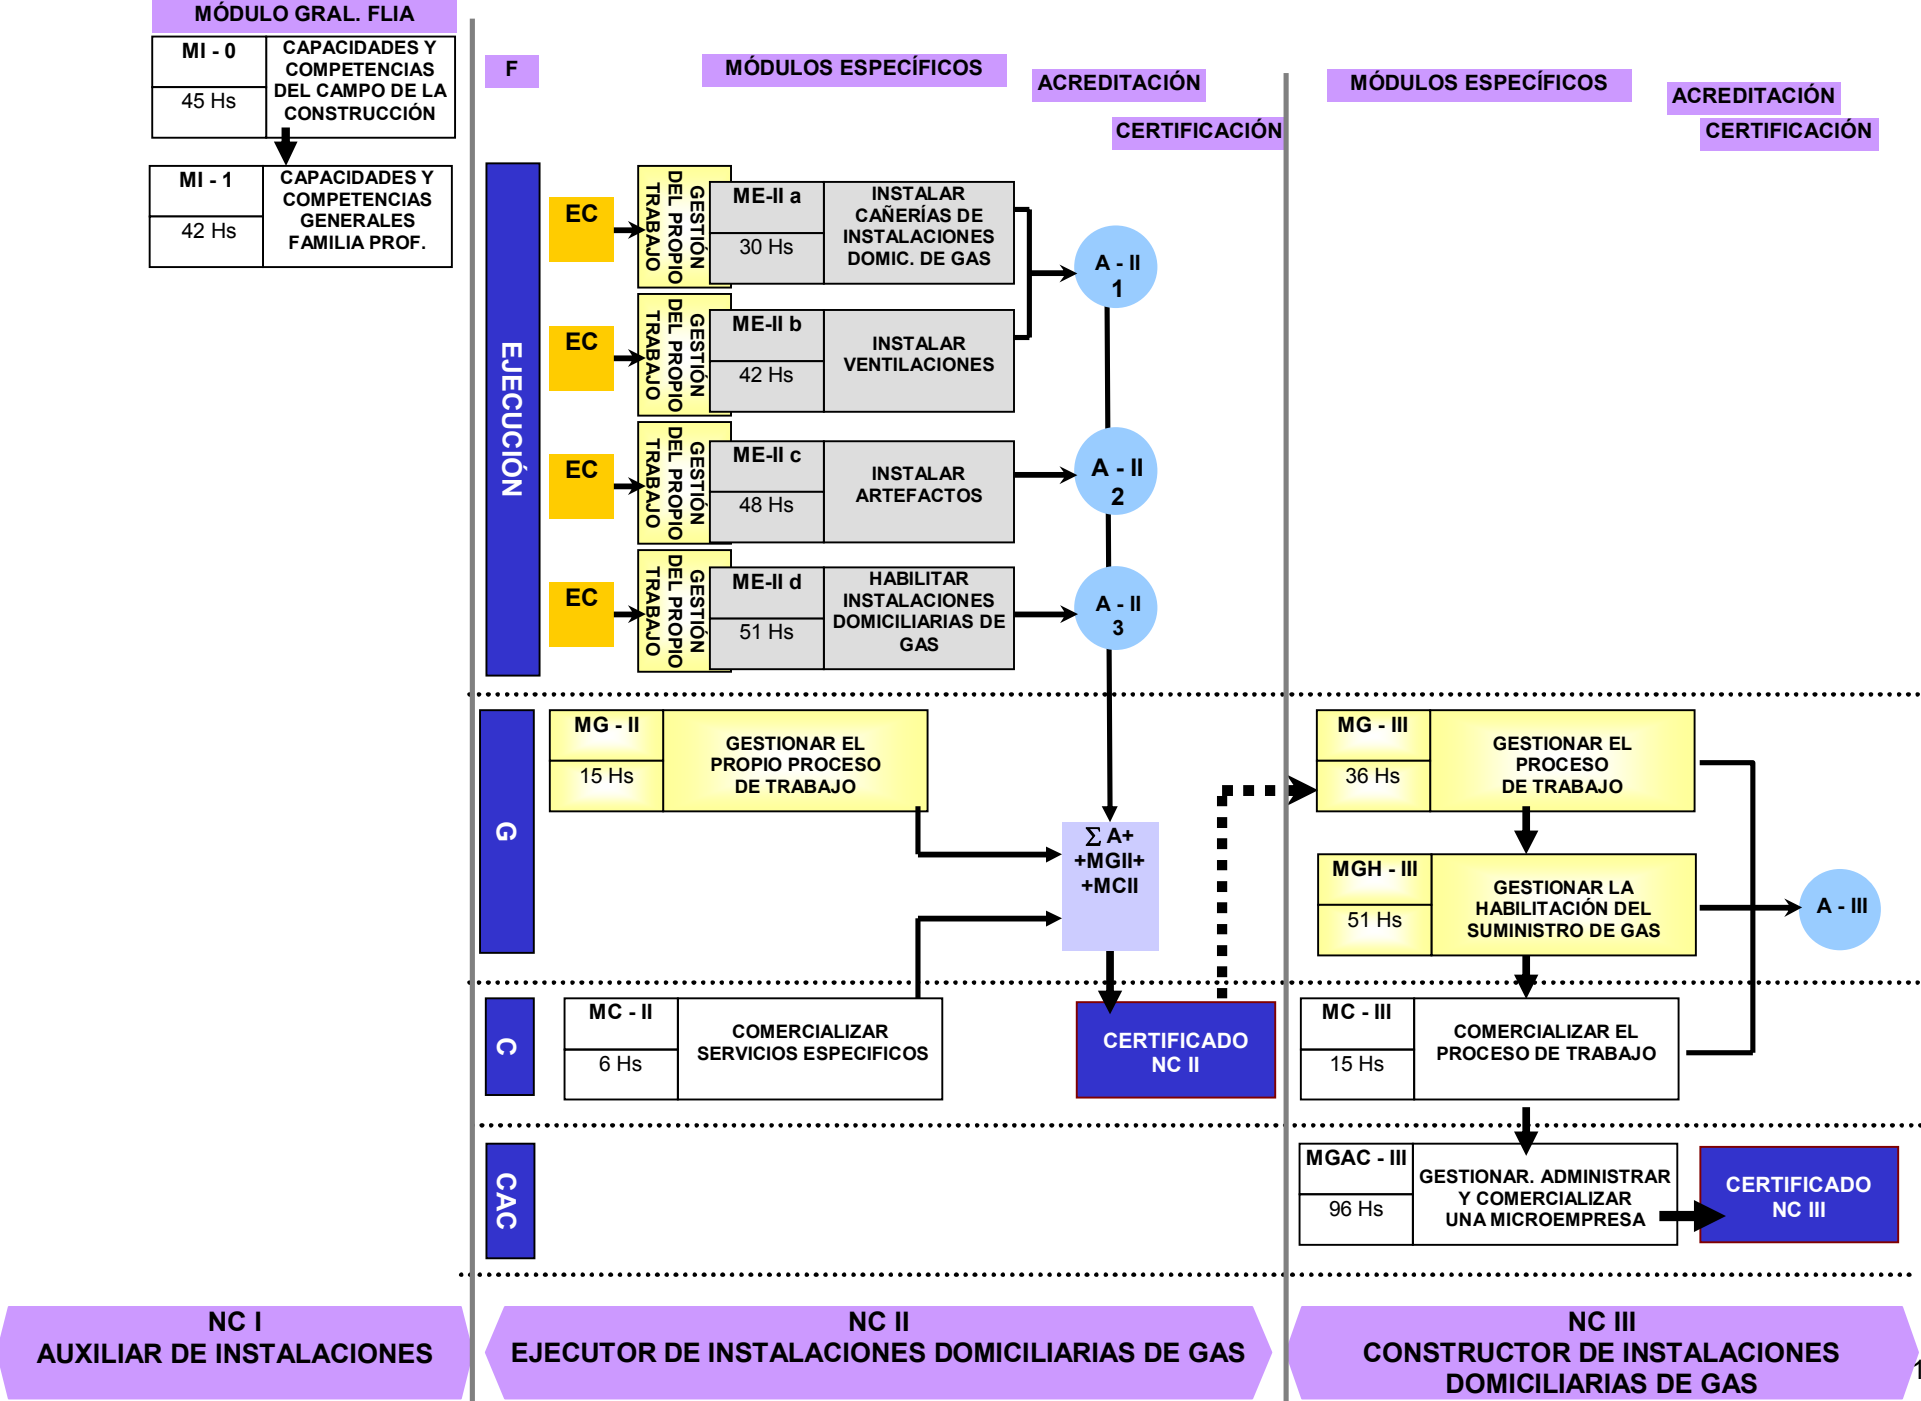 MÓDULO GRAL. FLIA
MI - 0
45 Hs
CAPACIDADES Y
COMPETENCIAS
DEL CAMPO DE LA
CONSTRUCCIÓN
MI - 1
42 Hs
CAPACIDADES Y
COMPETENCIAS
GENERALES
FAMILIA PROF.
F
MÓDULOS ESPECÍFICOS
ACREDITACIÓN
CERTIFICACIÓN
EJECUCIÓN
EC
GESTIÓN
DEL PROPIO
TRABAJO
ME-II a
30 Hs
INSTALAR
CAÑERÍAS DE
INSTALACIONES
DOMIC. DE GAS
A - II
1
EC
GESTIÓN
DEL PROPIO
TRABAJO
ME-II b
42 Hs
INSTALAR
VENTILACIONES
EC
GESTIÓN
DEL PROPIO
TRABAJO
ME-II c
48 Hs
INSTALAR
ARTEFACTOS
A - II
2
EC
GESTIÓN
DEL PROPIO
TRABAJO
ME-II d
51 Hs
HABILITAR
INSTALACIONES
DOMICILIARIAS DE
GAS
A - II
3
G
MG - II
15 Hs
GESTIONAR EL
PROPIO PROCESO
DE TRABAJO
∑ A+
+MGII+
+MCII
C
MC - II
6 Hs
COMERCIALIZAR
SERVICIOS ESPECIFICOS
CERTIFICADO
NC II
CAC
MÓDULOS ESPECÍFICOS
ACREDITACIÓN
CERTIFICACIÓN
MG - III
36 Hs
GESTIONAR EL
PROCESO
DE TRABAJO
MGH - III
51 Hs
GESTIONAR LA
HABILITACIÓN DEL
SUMINISTRO DE GAS
A - III
MC - III
15 Hs
COMERCIALIZAR EL
PROCESO DE TRABAJO
MGAC - III
96 Hs
GESTIONAR. ADMINISTRAR
Y COMERCIALIZAR
UNA MICROEMPRESA
CERTIFICADO
NC III
NC I
AUXILIAR DE INSTALACIONES
NC II
EJECUTOR DE INSTALACIONES DOMICILIARIAS DE GAS
NC III
CONSTRUCTOR DE INSTALACIONES
DOMICILIARIAS DE GAS
1